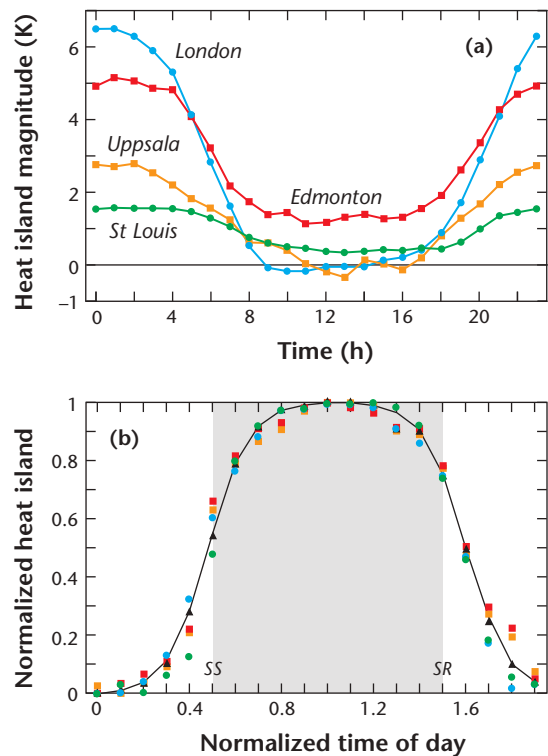 Heat island magnitude (K)
6
4
2
0
−1
London
(a)
Uppsala
Edmonton
St Louis
0 4 8 12 16 20
Time (h)
Normalized heat island
1
0.8
0.6
0.4
0.2
0
(b)
SS
SR
0 0.4 0.8 1.2 1.6
Normalized time of day